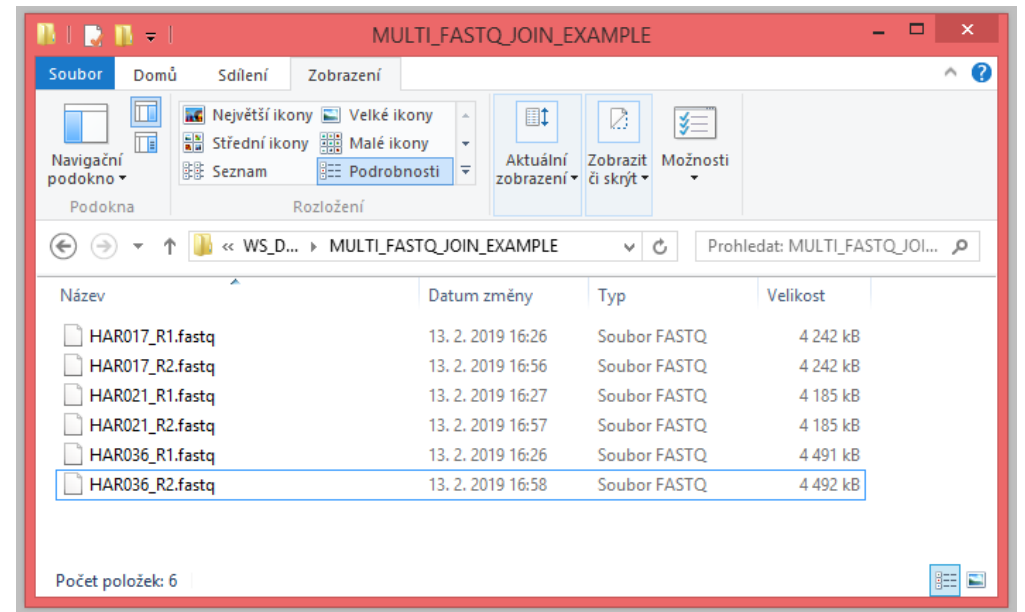 MULTI_FASTQ_JOIN_EXAMPLE
Soubor Domů Sdílení Zobrazení
Největší ikony Velké ikony
Střední ikony Malé ikony
Seznam Podrobnosti
Navigační
podokno
Aktuální
zobrazení
Zobrazit
či skrýt
Možnosti
Podokna Rozložení
« WS_D... MULTI_FASTQ_JOIN_EXAMPLE Prohledat: MULTI_FASTQ_JOI...
Název Datum změny Typ Velikost
HAR017_R1.fastq 13. 2. 2019 16:26 Soubor FASTQ 4 242 kB
HAR017_R2.fastq 13. 2. 2019 16:56 Soubor FASTQ 4 242 kB
HAR021_R1.fastq 13. 2. 2019 16:27 Soubor FASTQ 4 185 kB
HAR021_R2.fastq 13. 2. 2019 16:57 Soubor FASTQ 4 185 kB
HAR036_R1.fastq 13. 2. 2019 16:26 Soubor FASTQ 4 491 kB
HAR036_R2.fastq 13. 2. 2019 16:58 Soubor FASTQ 4 492 kB
Počet položek: 6